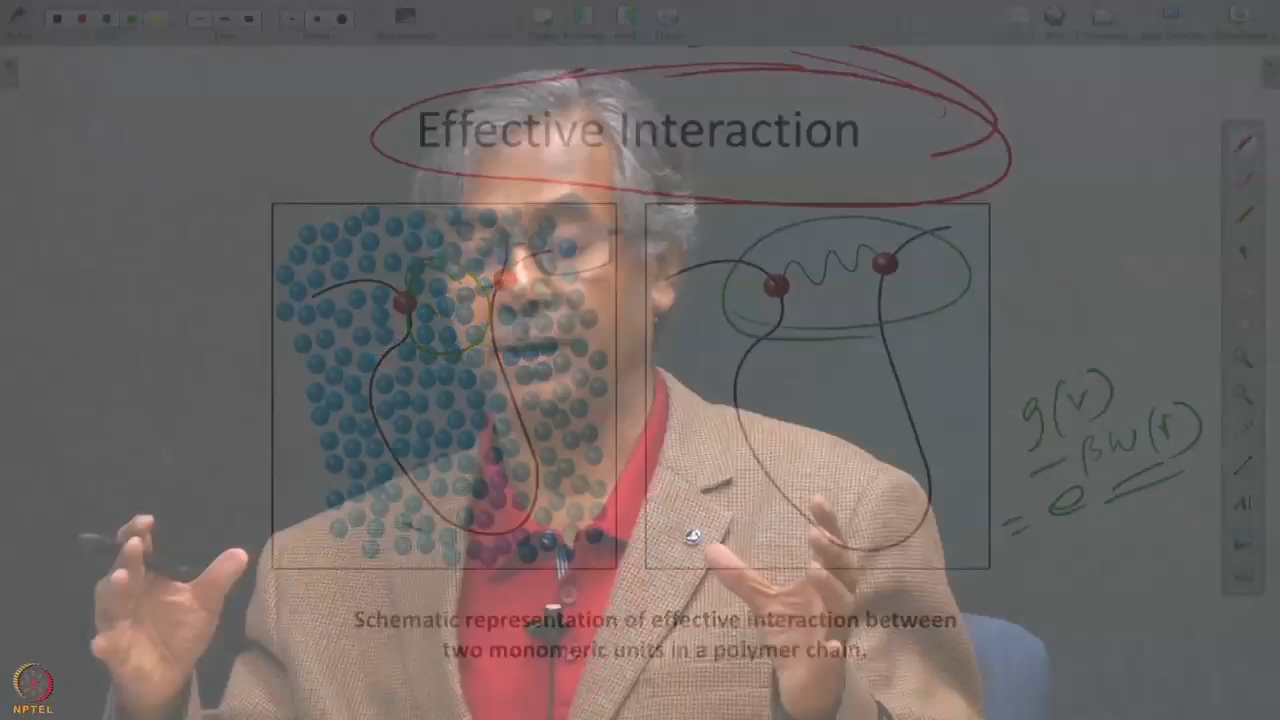 Effective Interaction
g(r)
= e - βW(r)
Schematic representation of effective interaction between
two monomeric units in a polymer chain.
NPTEL